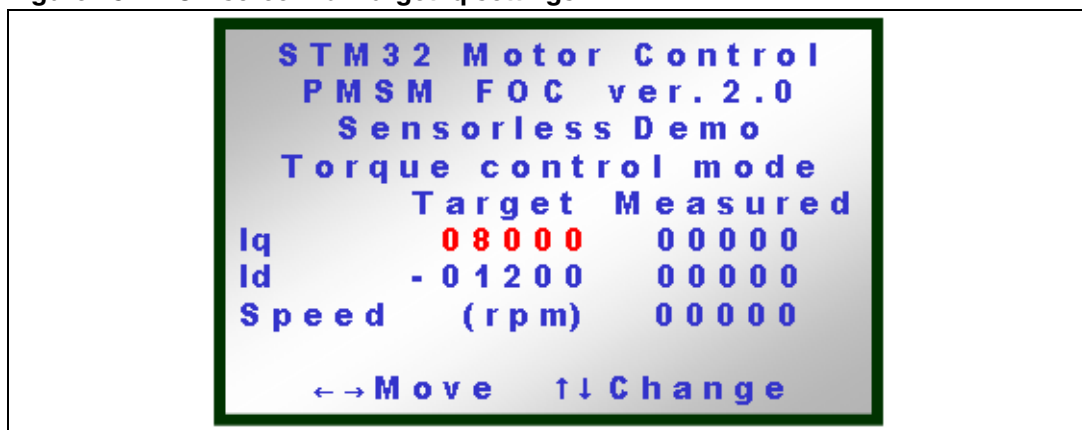 STM32 Motor Control
PMSM FOC ver.2.0
Sensorless Demo
Torque control mode
Target Measured
Iq 08000 00000
Id -01200 00000
Speed (rpm) 00000
←→Move ↑↓Change